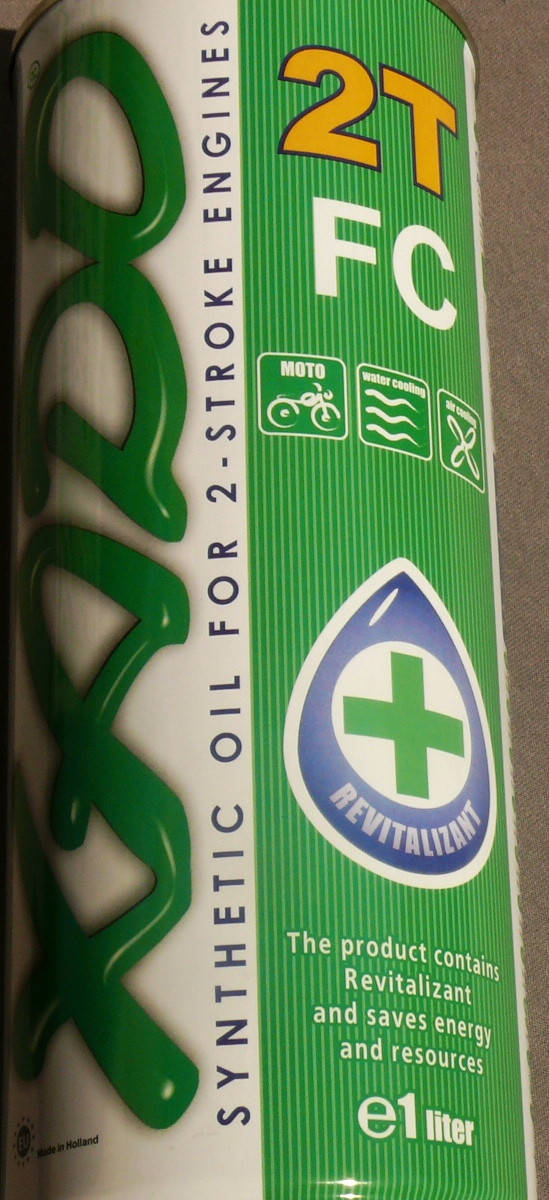 XADO
SYNTHETIC OIL FOR 2-STROKE ENGINES
2T
FC
MOTO
water cooling
air cooling
REVITALIZANT
The product contains
Revitalizant
and saves energy
and resources
e1 liter
EU
Made in Holland